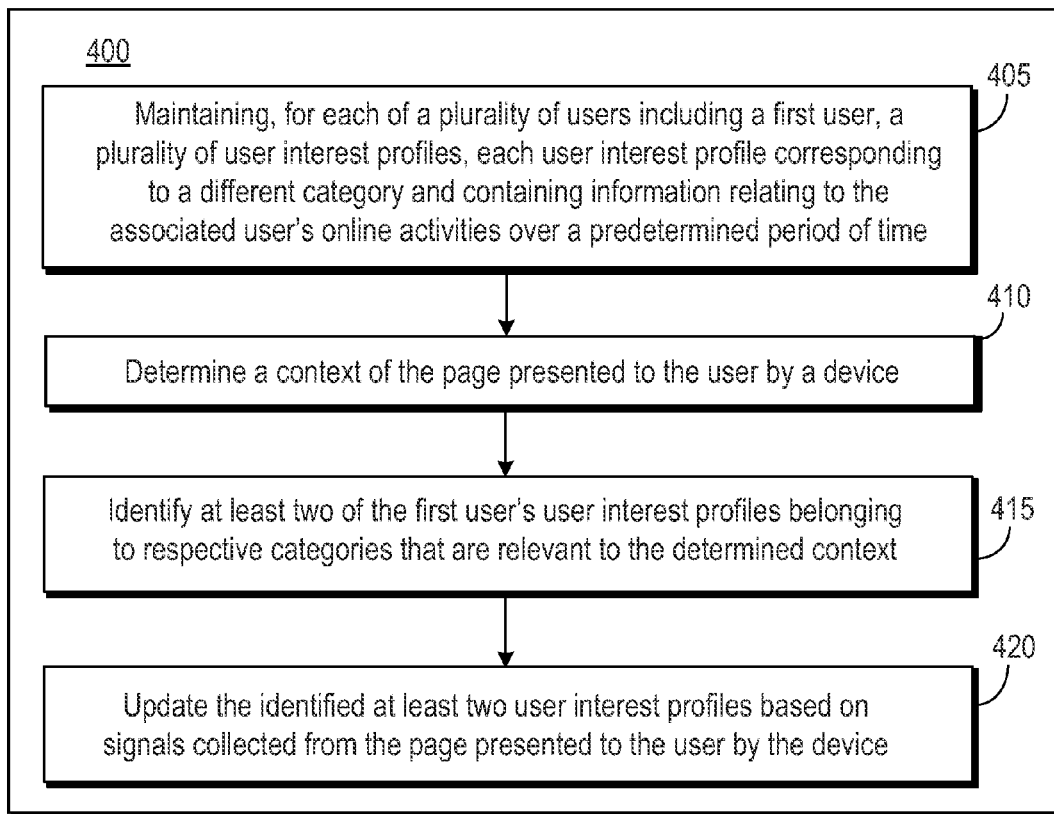 400
405
Maintaining, for each of a plurality of users including a first user, a
plurality of user interest profiles, each user interest profile corresponding
to a different category and containing information relating to the
associated user's online activities over a predetermined period of time
410
Determine a context of the page presented to the user by a device
Identify at least two of the first user's user interest profiles belonging
to respective categories that are relevant to the determined context
415
420
Update the identified at least two user interest profiles based on
signals collected from the page presented to the user by the device